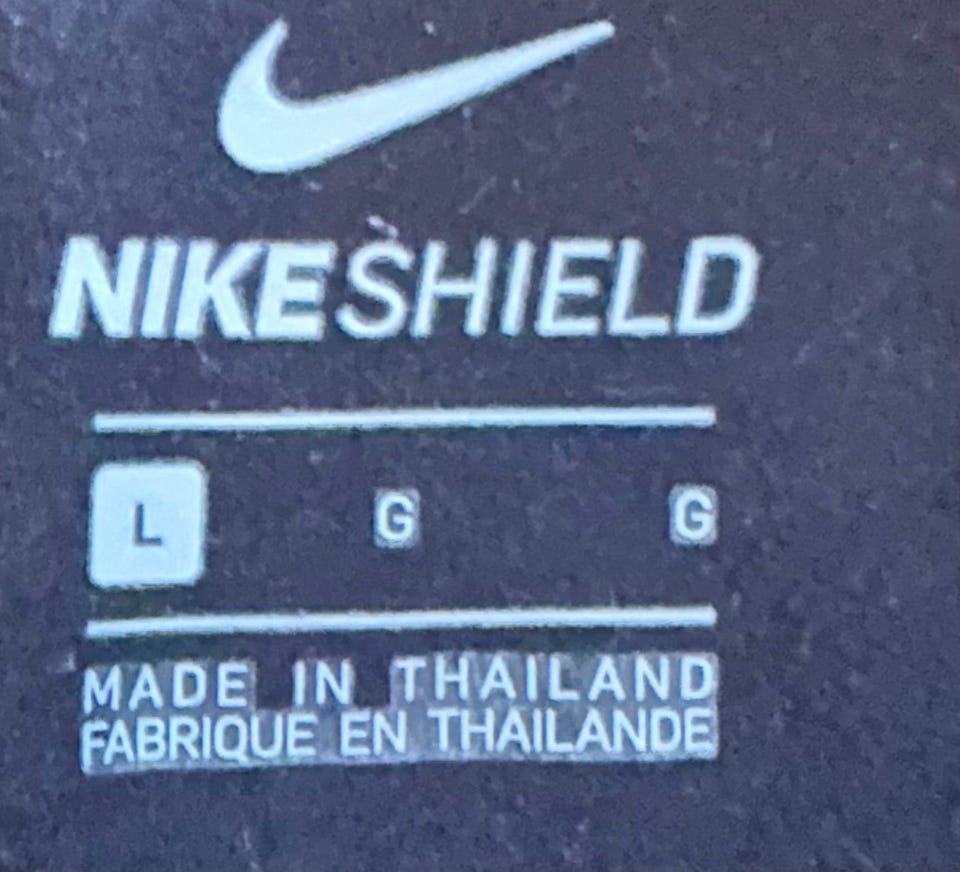 NIKESHIELD
L G G
MADE IN THAILAND
FABRIQUE EN THAILANDE